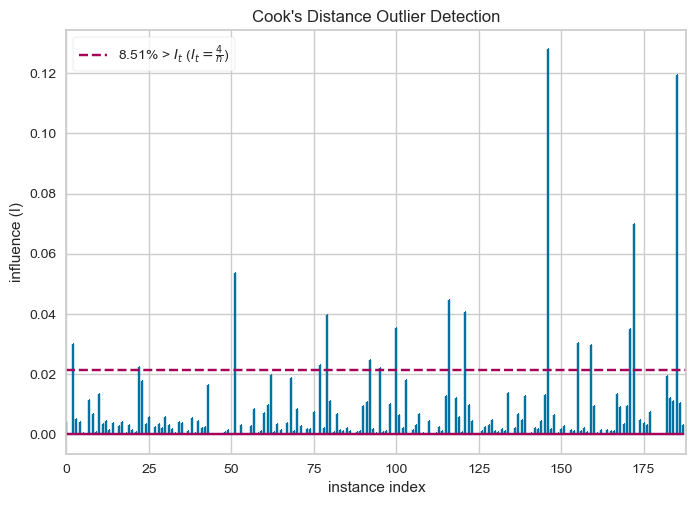 Cook's Distance Outlier Detection
8.51% > I_t (I_t = 4/n)
influence (I)
0.12
0.10
0.08
0.06
0.04
0.02
0.00
0 25 50 75 100 125 150 175
instance index